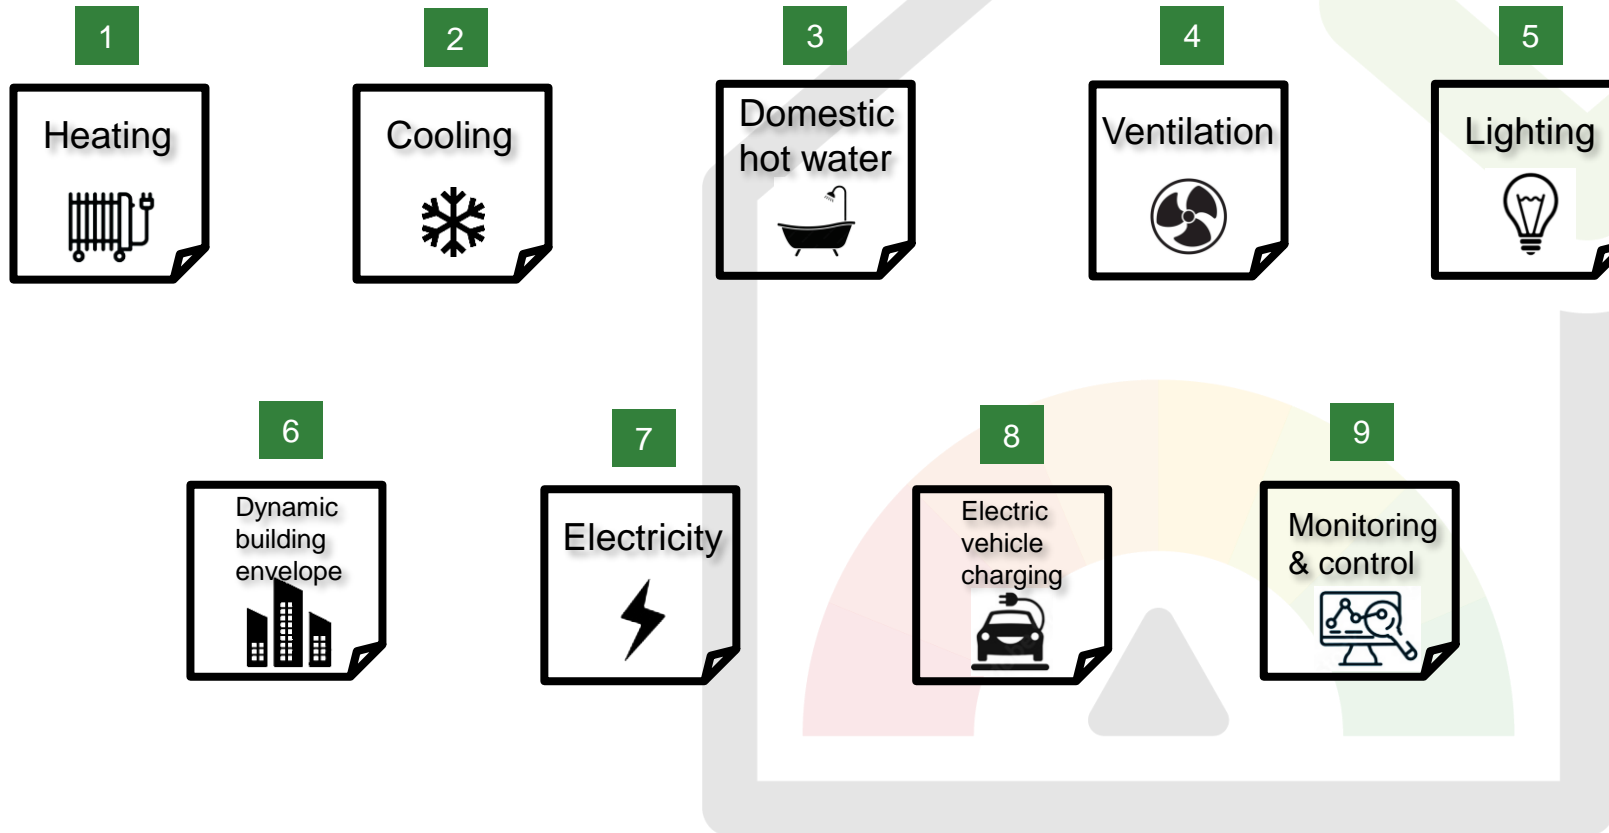 1
2
3
4
5
Heating
Cooling
Domestic
hot water
Ventilation
Lighting
6
7
8
9
Dynamic
building
envelope
Electricity
Electric
vehicle
charging
Monitoring
& control